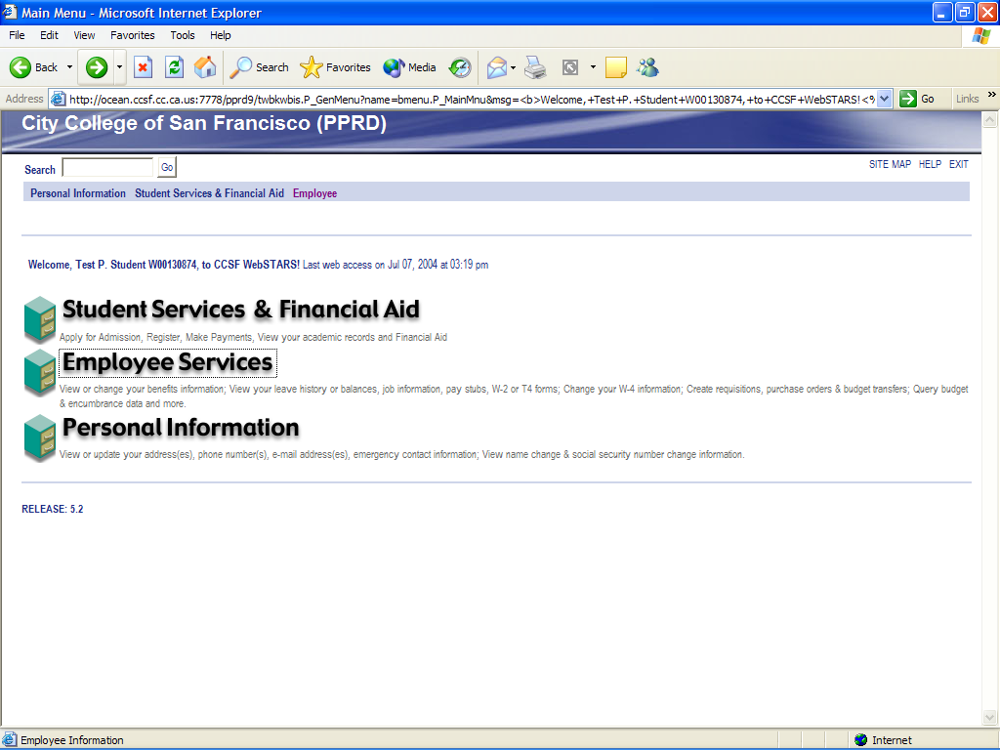 Main Menu - Microsoft Internet Explorer
File Edit View Favorites Tools Help
Back Search Favorites Media
Address http://ocean.ccsf.cc.ca.us:7778/pprd9/twbkwbis.P_GenMenu?name=bmenu.P_MainMnu&msg=<b>Welcome,+Test+P.+Student+W00130874,+to+CCSF+WebSTARS!<% Go Links »
City College of San Francisco (PPRD)
Search Go SITE MAP HELP EXIT
Personal Information Student Services & Financial Aid Employee
Welcome, Test P. Student W00130874, to CCSF WebSTARS! Last web access on Jul 07, 2004 at 03:19 pm
Student Services & Financial Aid
Apply for Admission, Register, Make Payments, View your academic records and Financial Aid
Employee Services
View or change your benefits information; View your leave history or balances, job information, pay stubs, W-2 or T4 forms; Change your W-4 information; Create requisitions, purchase orders & budget transfers; Query budget
& encumbrance data and more.
Personal Information
View or update your address(es), phone number(s), e-mail address(es), emergency contact information; View name change & social security number change information.
RELEASE: 5.2
Employee Information Internet